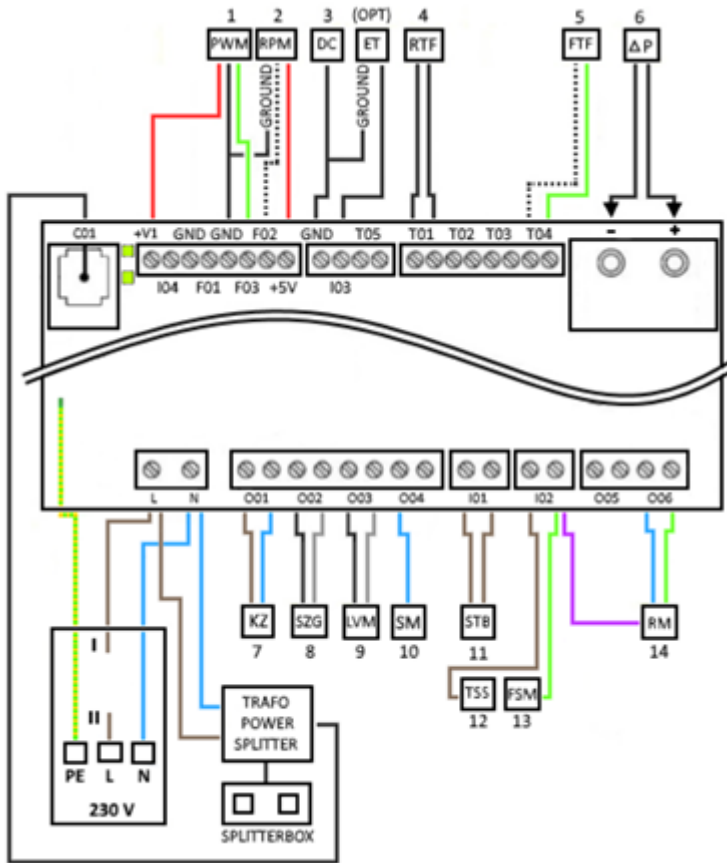 1 2 3 (OPT) 4 5 6
PWM RPM DC ET RTF FTF ΔP
GROUND GROUND
- +
C01 +V1 GND GND F02 GND T05 T01 T02 T03 T04
I04 F01 F03 +5V I03
L N O01 O02 O03 O04 I01 I02 O05 O06
KZ SZG LVM SM STB RM
7 8 9 10 11 14
I
TSS FSM
12 13
II
TRAFO
POWER
SPLITTER
PE L N
230 V
SPLITTERBOX